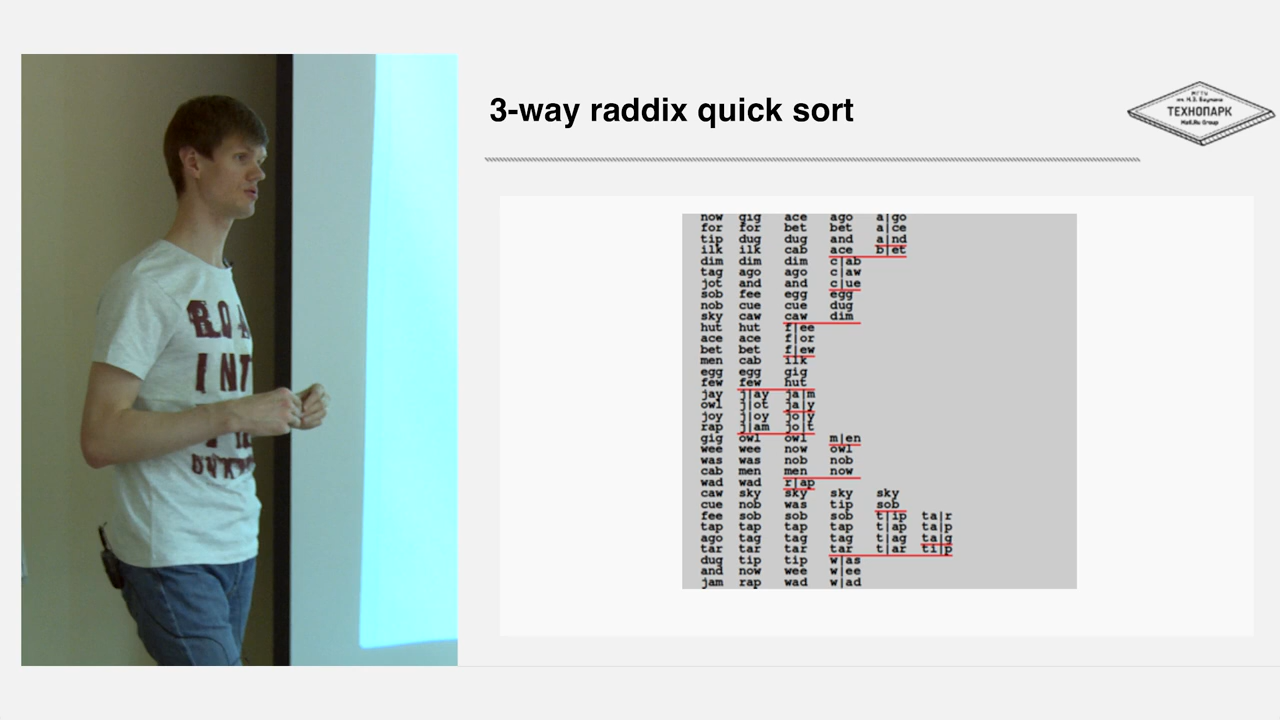 3-way raddix quick sort
МГТУ
им. Н.Э. Баумана
ТЕХНОПАРК
Mail.Ru Group
now gig ace ago a|go
for for bet bet a|ce
tip dug dug and a|nd
ilk ilk cab ace b|et
dim dim dim c|ab
tag ago ago c|aw
jot and and c|ue
sob fee egg egg
nob cue cue dug
sky caw caw dim
hut hut f|ee
ace ace f|or
bet bet f|ew
men cab ilk
egg egg gig
few few hut
jay j|ay ja|m
owl j|ot ja|y
joy j|oy jo|y
rap j|am jo|t
gig owl owl m|en
wee wee now owl
was was nob nob
cab men men now
wad wad r|ap
caw sky sky sky sky
cue nob was tip sob
fee sob sob sob t|ip ta|r
tap tap tap tap t|ap ta|p
ago tag tag tag t|ag ta|g
tar tar tar tar t|ar ti|p
dug tip tip w|as
and now wee w|ee
jam rap wad w|ad
INT